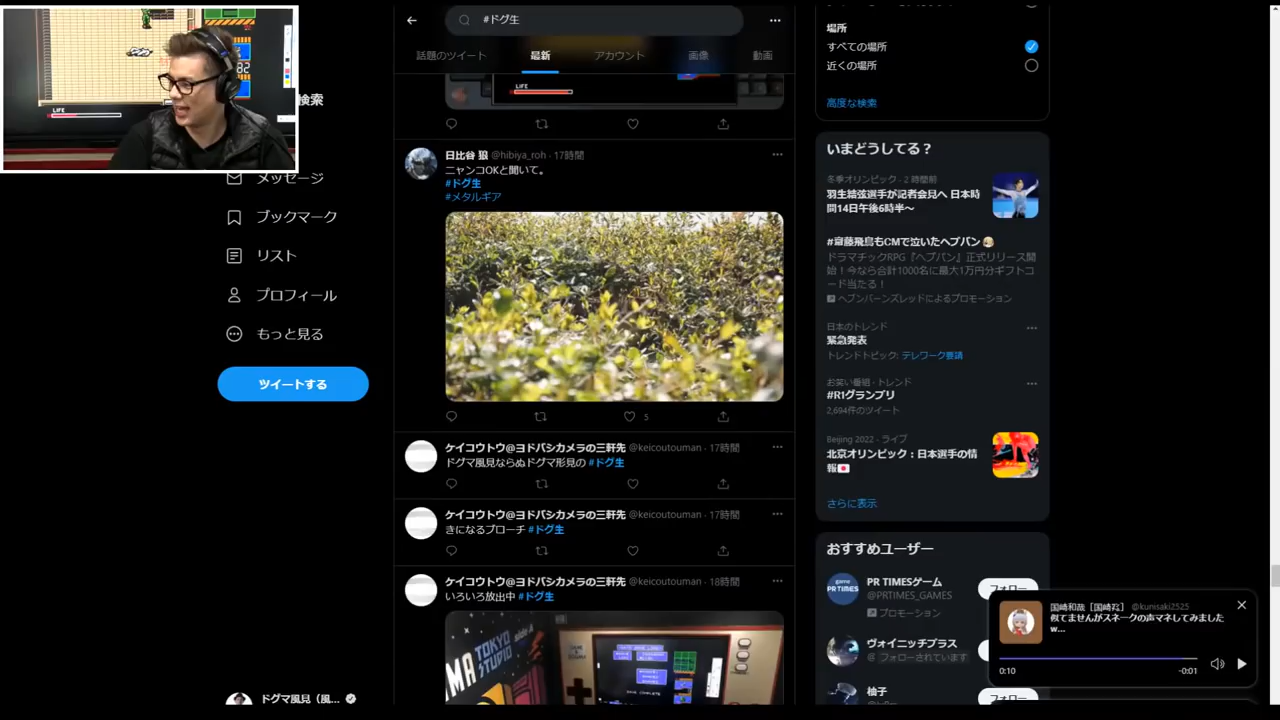 #ドグ生
話題のツイート
最新
アカウント
画像
動画
LIFE
82
検索
メッセージ
ブックマーク
リスト
プロフィール
もっと見る
ツイートする
ドグマ風見（風...
LIFE
日比谷 狼 @hibiya_roh · 17時間
ニャンコOKと聞いて。
#ドグ生
#メタルギア
5
ケイコウトウ@ヨドバシカメラの三軒先 @keicoutouman · 17時間
ドグマ風見ならぬドグマ形見の #ドグ生
ケイコウトウ@ヨドバシカメラの三軒先 @keicoutouman · 17時間
きになるブローチ #ドグ生
ケイコウトウ@ヨドバシカメラの三軒先 @keicoutouman · 18時間
いろいろ放出中 #ドグ生
TOKYO
STUDIO
side A
場所
すべての場所
近くの場所
高度な検索
いまどうしてる？
冬季オリンピック · 2 時間前
羽生結弦選手が記者会見へ 日本時
間14日午後6時半〜
#齋藤飛鳥もCMで泣いたヘブバン
ドラマチックRPG『ヘブバン』正式リリース開
始！今なら合計1000名に最大1万円分ギフトコ
ード当たる！
ヘブンバーンズレッドによるプロモーション
日本のトレンド
緊急発表
トレンドトピック: テレワーク要請
お笑い番組 · トレンド
#R1グランプリ
2,694件のツイート
Beijing 2022 · ライブ
北京オリンピック：日本選手の情
報
さらに表示
おすすめユーザー
PR TIMESゲーム
@PRTIMES_GAMES
プロモーション
フォロー
ヴォイニッチプラス
フォローされています
柚子
フォロー
game
PRTIMES
@kunisaki2525
似てませんがスネークの声マネしてみました
w...
0:10
-0:01